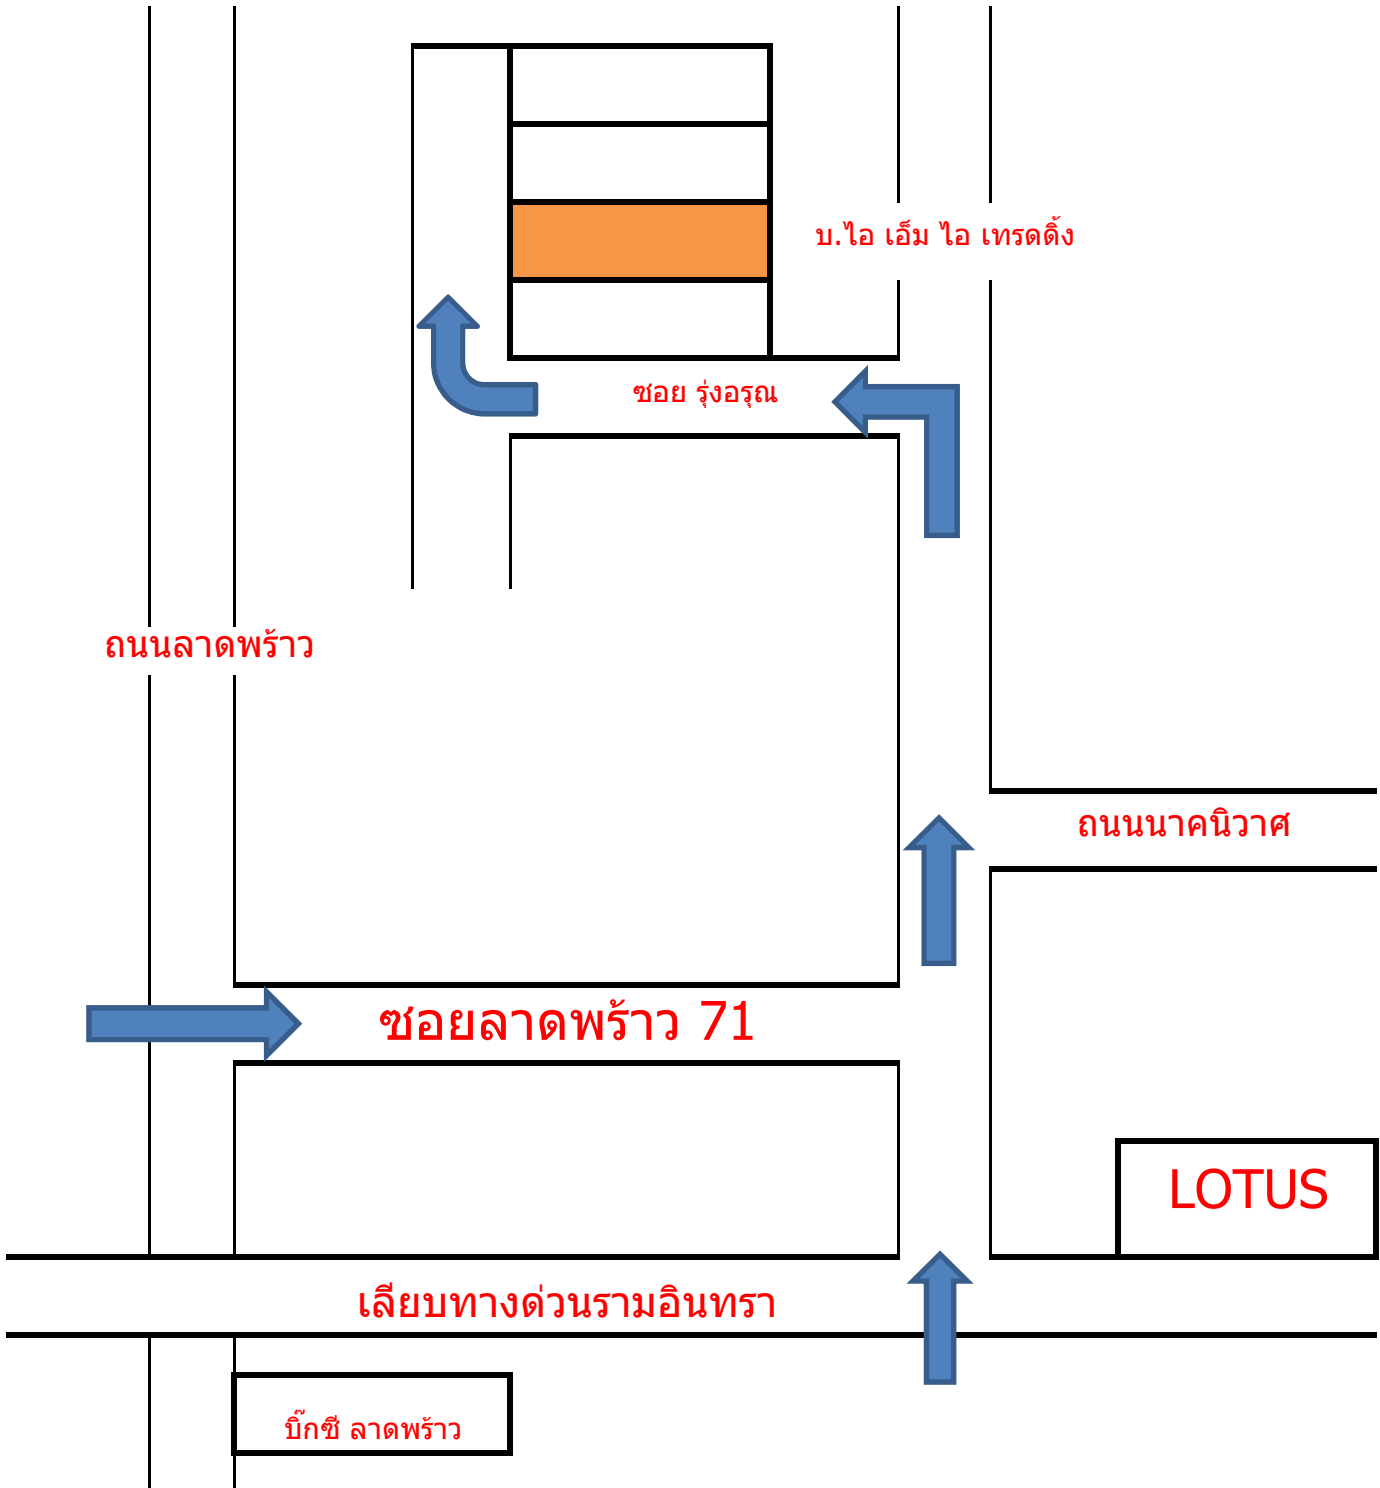 บ.ไอ เอ็ม ไอ เทรดดิ้ง
ซอย รุ่งอรุณ
ถนนลาดพร้าว
ถนนนาคนิวาศ
ซอยลาดพร้าว 71
LOTUS
เลียบทางด่วนรามอินทรา
บิ๊กซี ลาดพร้าว